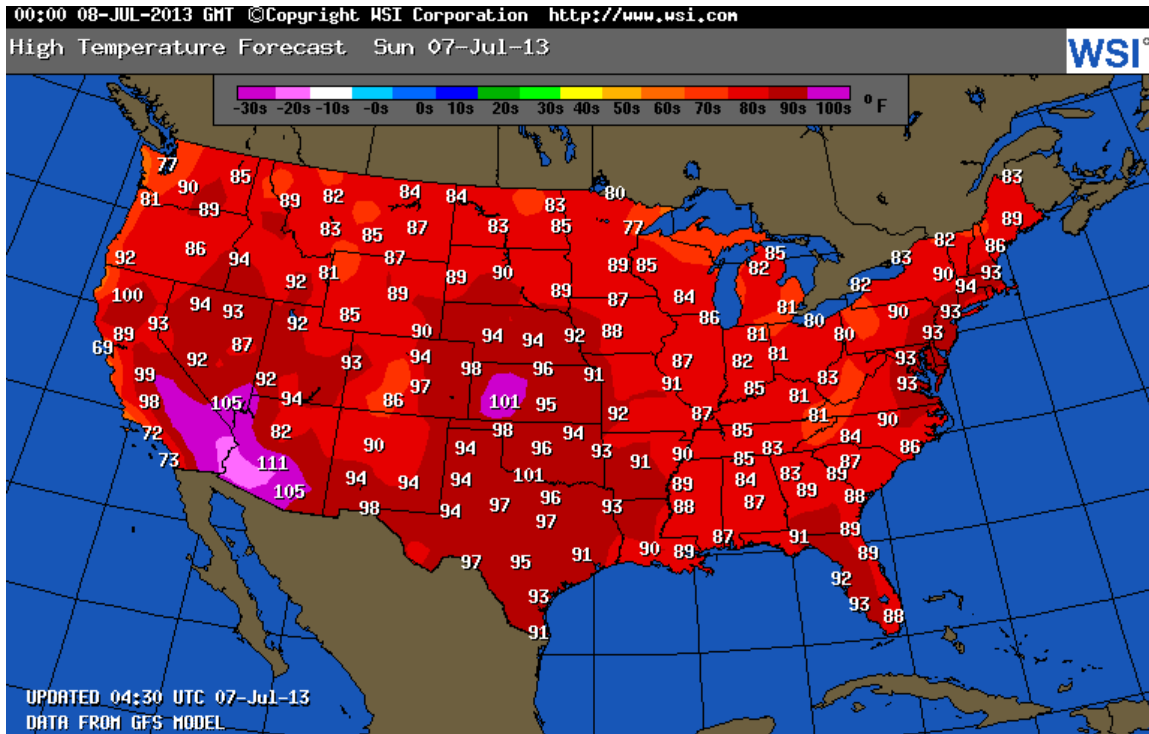 00:00 08-JUL-2013 GMT ©Copyright WSI Corporation http://www.wsi.com
High Temperature Forecast Sun 07-Jul-13
WSI
-30s -20s -10s -0s 0s 10s 20s 30s 40s 50s 60s 70s 80s 90s 100s °F
77
90 85 89 82 84 84 83 80 83
81 89 83 85 87 83 85 77 89
92 86 94 87 82 86
92 81 89 90 89 85 82 85 83 90 93
100 94 93 92 85 89 89 87 84 86 81 82 94
93 90 94 94 92 88 80 90 93
89 87 81 80 93
69 92 93 94 98 96 87 82 81 93
99 92 97 91 91 85 83 93
98 105 94 86 101 95 92 87 81 81 90
72 82 90 98 94 85 84 86
73 111 94 96 93 91 90 85 83 87
105 94 94 94 101 89 84 83 89 88
98 94 97 96 93 88 87 89
97 87 91 89
97 95 91 90 89 89
93 92
91 93 88
UPDATED 04:30 UTC 07-Jul-13
DATA FROM GFS MODEL